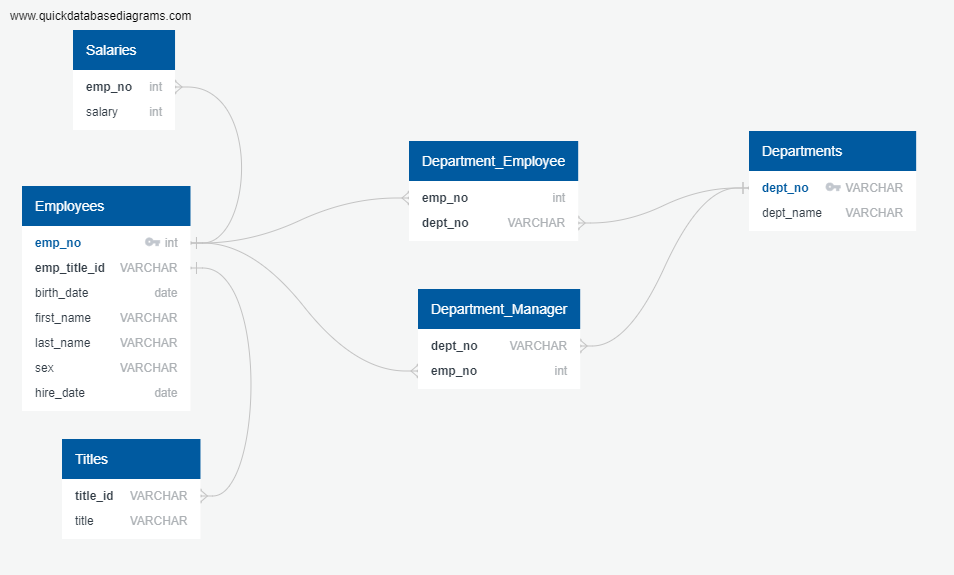 www.quickdatabasediagrams.com
Salaries
emp_no int
salary int
Employees
emp_no int
emp_title_id VARCHAR
birth_date date
first_name VARCHAR
last_name VARCHAR
sex VARCHAR
hire_date date
Titles
title_id VARCHAR
title VARCHAR
Department_Employee
emp_no int
dept_no VARCHAR
Department_Manager
dept_no VARCHAR
emp_no int
Departments
dept_no VARCHAR
dept_name VARCHAR